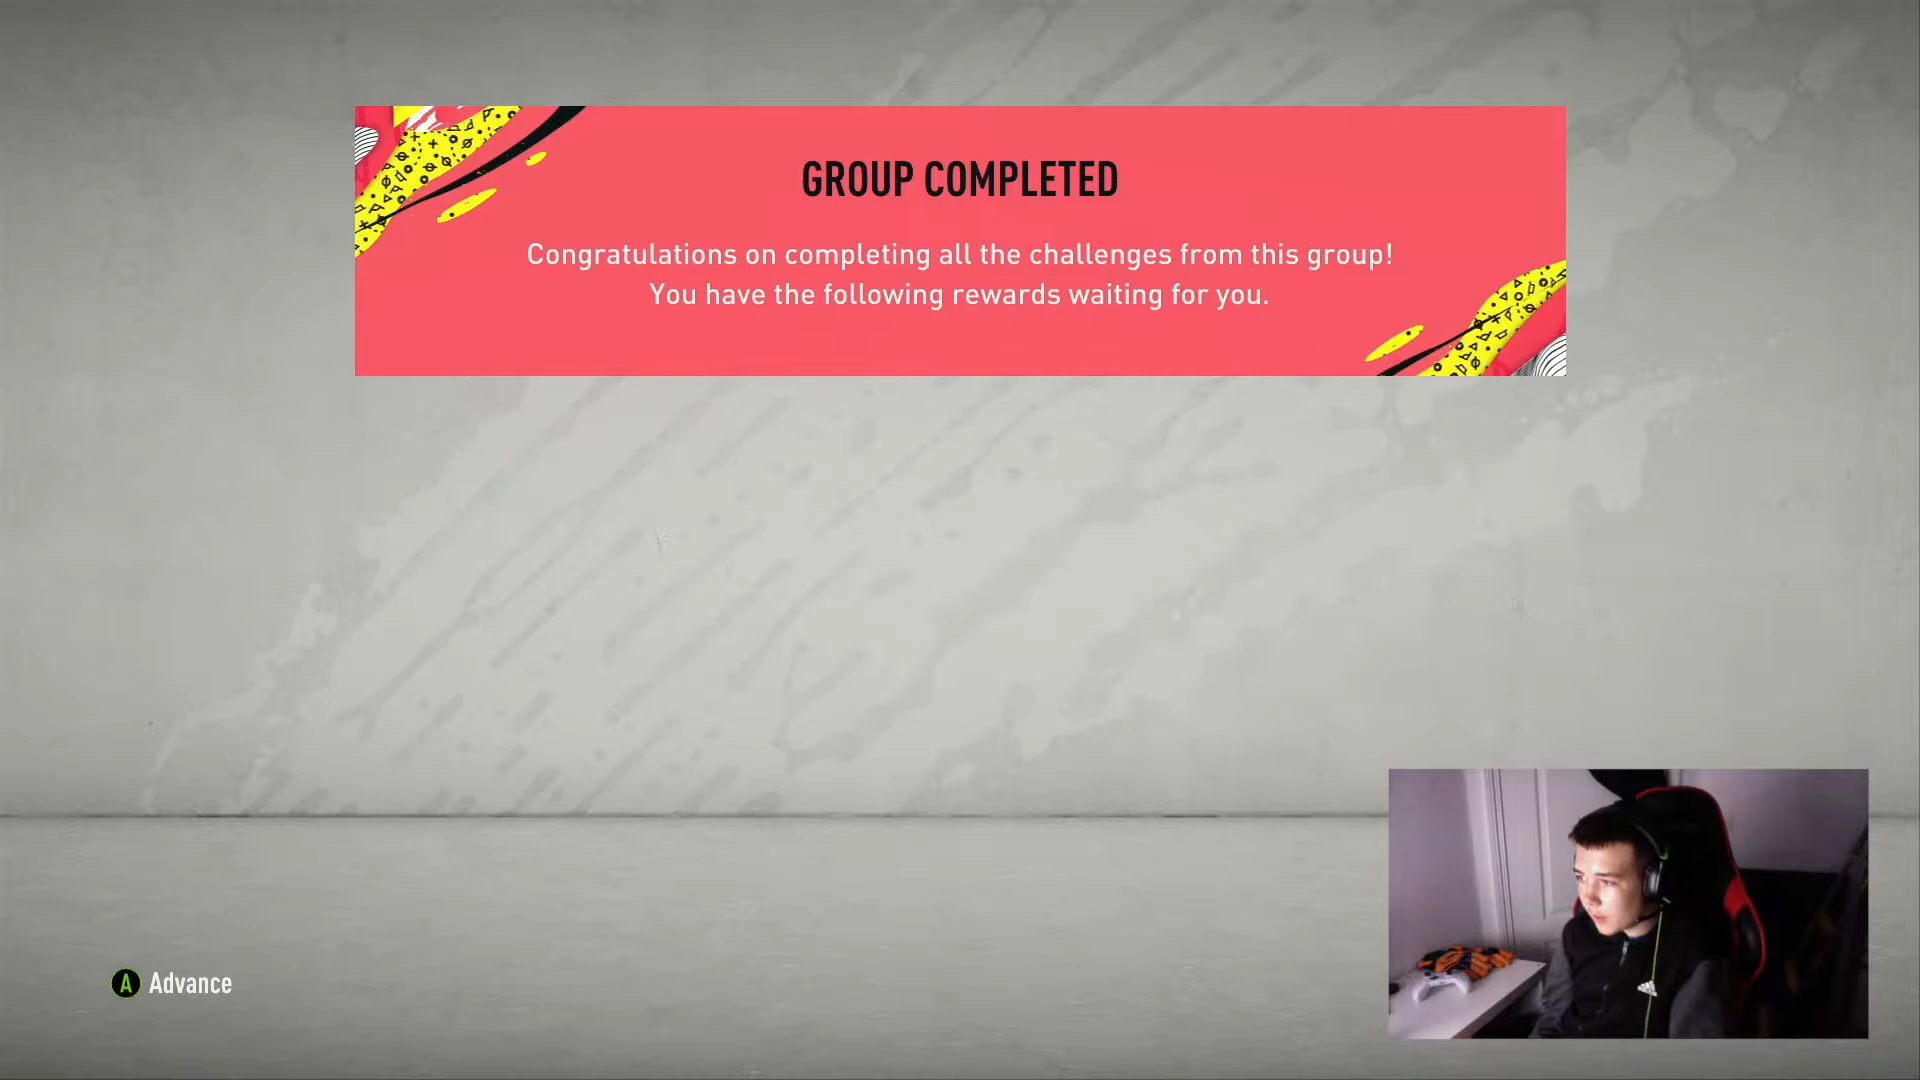 GROUP COMPLETED
Congratulations on completing all the challenges from this group!
You have the following rewards waiting for you.
A Advance